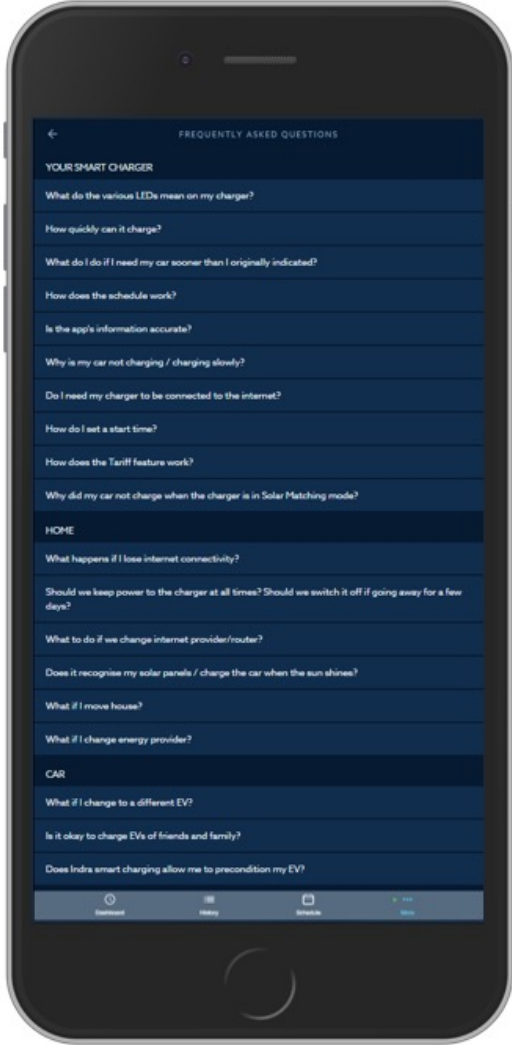 FREQUENTLY ASKED QUESTIONS
YOUR SMART CHARGER
What do the various LEDs mean on my charger?
How quickly can it charge?
What do I do if I need my car sooner than I originally indicated?
How does the schedule work?
Is the app's information accurate?
Why is my car not charging / charging slowly?
Do I need my charger to be connected to the internet?
How do I set a start time?
How does the Tariff feature work?
Why did my car not charge when the charger is in Solar Matching mode?
HOME
What happens if I lose internet connectivity?
Should we keep power to the charger at all times? Should we switch it off if going away for a few
days?
What to do if we change internet provider/router?
Does it recognise my solar panels / charge the car when the sun shines?
What if I move house?
What if I change energy provider?
CAR
What if I change to a different EV?
Is it okay to charge EVs of friends and family?
Does Indra smart charging allow me to precondition my EV?
Dashboard History Schedule More